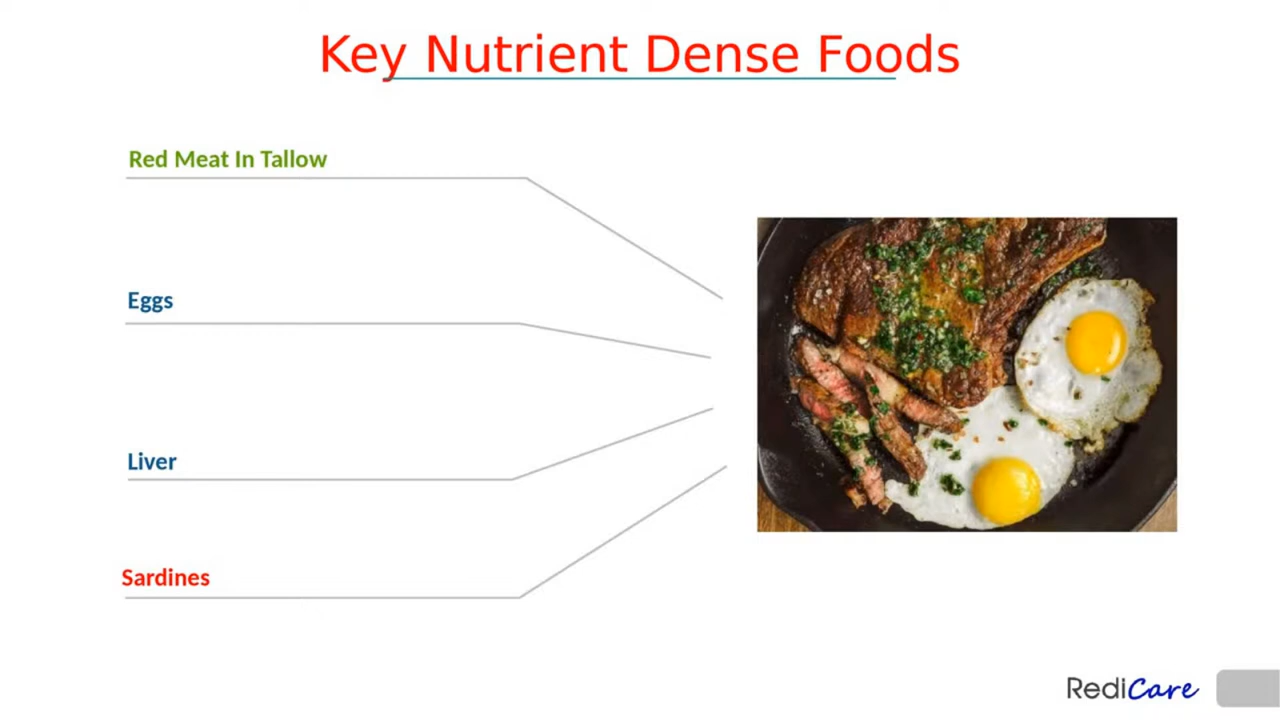 Key Nutrient Dense Foods
Red Meat In Tallow
Eggs
Liver
Sardines
RediCare